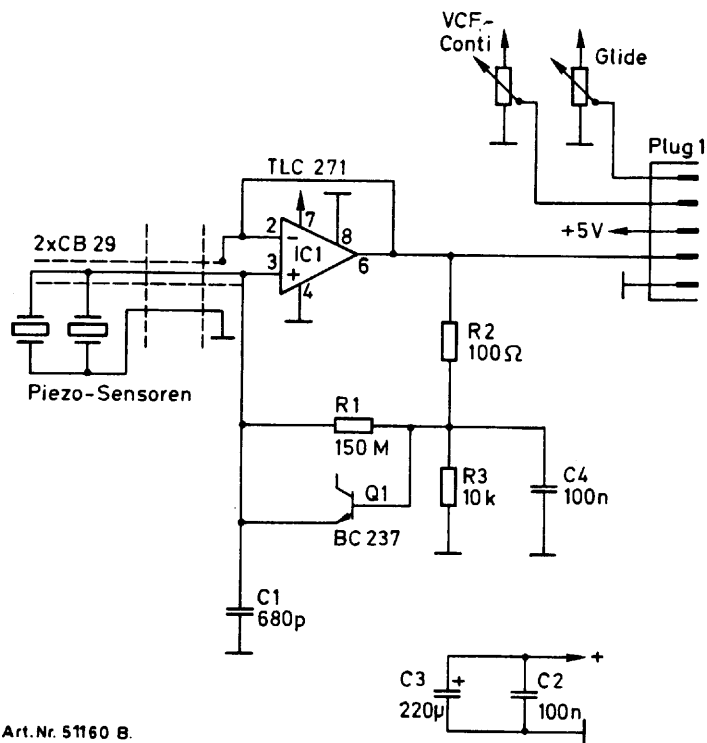 VCF-
Conti
Glide
Plug 1
TLC 271
7
2
-
IC1
8
2xCB 29
+5V
3
+
6
4
R2
100Ω
Piezo-Sensoren
R1
150 M
R3
10k
C4
100n
Q1
BC 237
C1
680p
+
C3
+
C2
220µ
100n
Art.Nr. 51160 B.